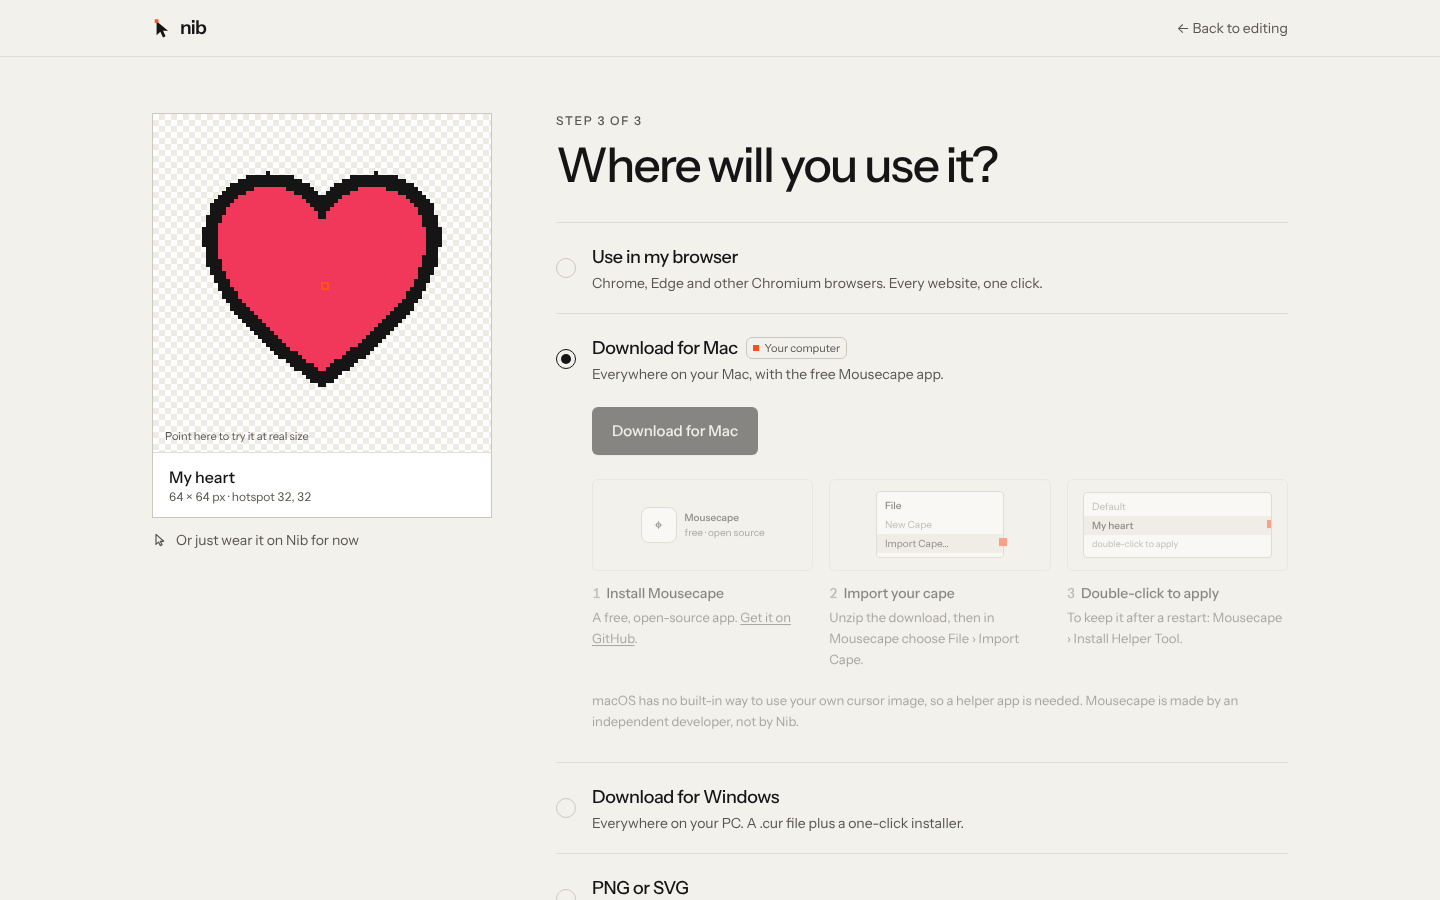 nib
← Back to editing
Point here to try it at real size
My heart
64 × 64 px · hotspot 32, 32
Or just wear it on Nib for now
STEP 3 OF 3
Where will you use it?
Use in my browser
Chrome, Edge and other Chromium browsers. Every website, one click.
Download for Mac
Your computer
Everywhere on your Mac, with the free Mousecape app.
Download for Mac
Mousecape
free · open source
1 Install Mousecape
A free, open-source app. Get it on
GitHub.
File
New Cape
Import Cape...
2 Import your cape
Unzip the download, then in
Mousecape choose File › Import
Cape.
Default
My heart
double-click to apply
3 Double-click to apply
To keep it after a restart: Mousecape
› Install Helper Tool.
macOS has no built-in way to use your own cursor image, so a helper app is needed. Mousecape is made by an
independent developer, not by Nib.
Download for Windows
Everywhere on your PC. A .cur file plus a one-click installer.
PNG or SVG